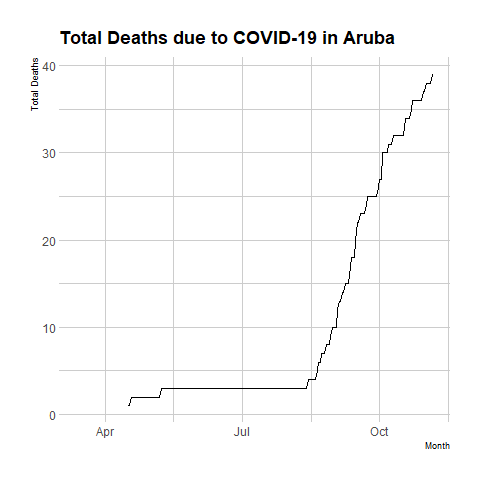 Total Deaths due to COVID-19 in Aruba
Total Deaths
40
30
20
10
0
Apr
Jul
Oct
Month